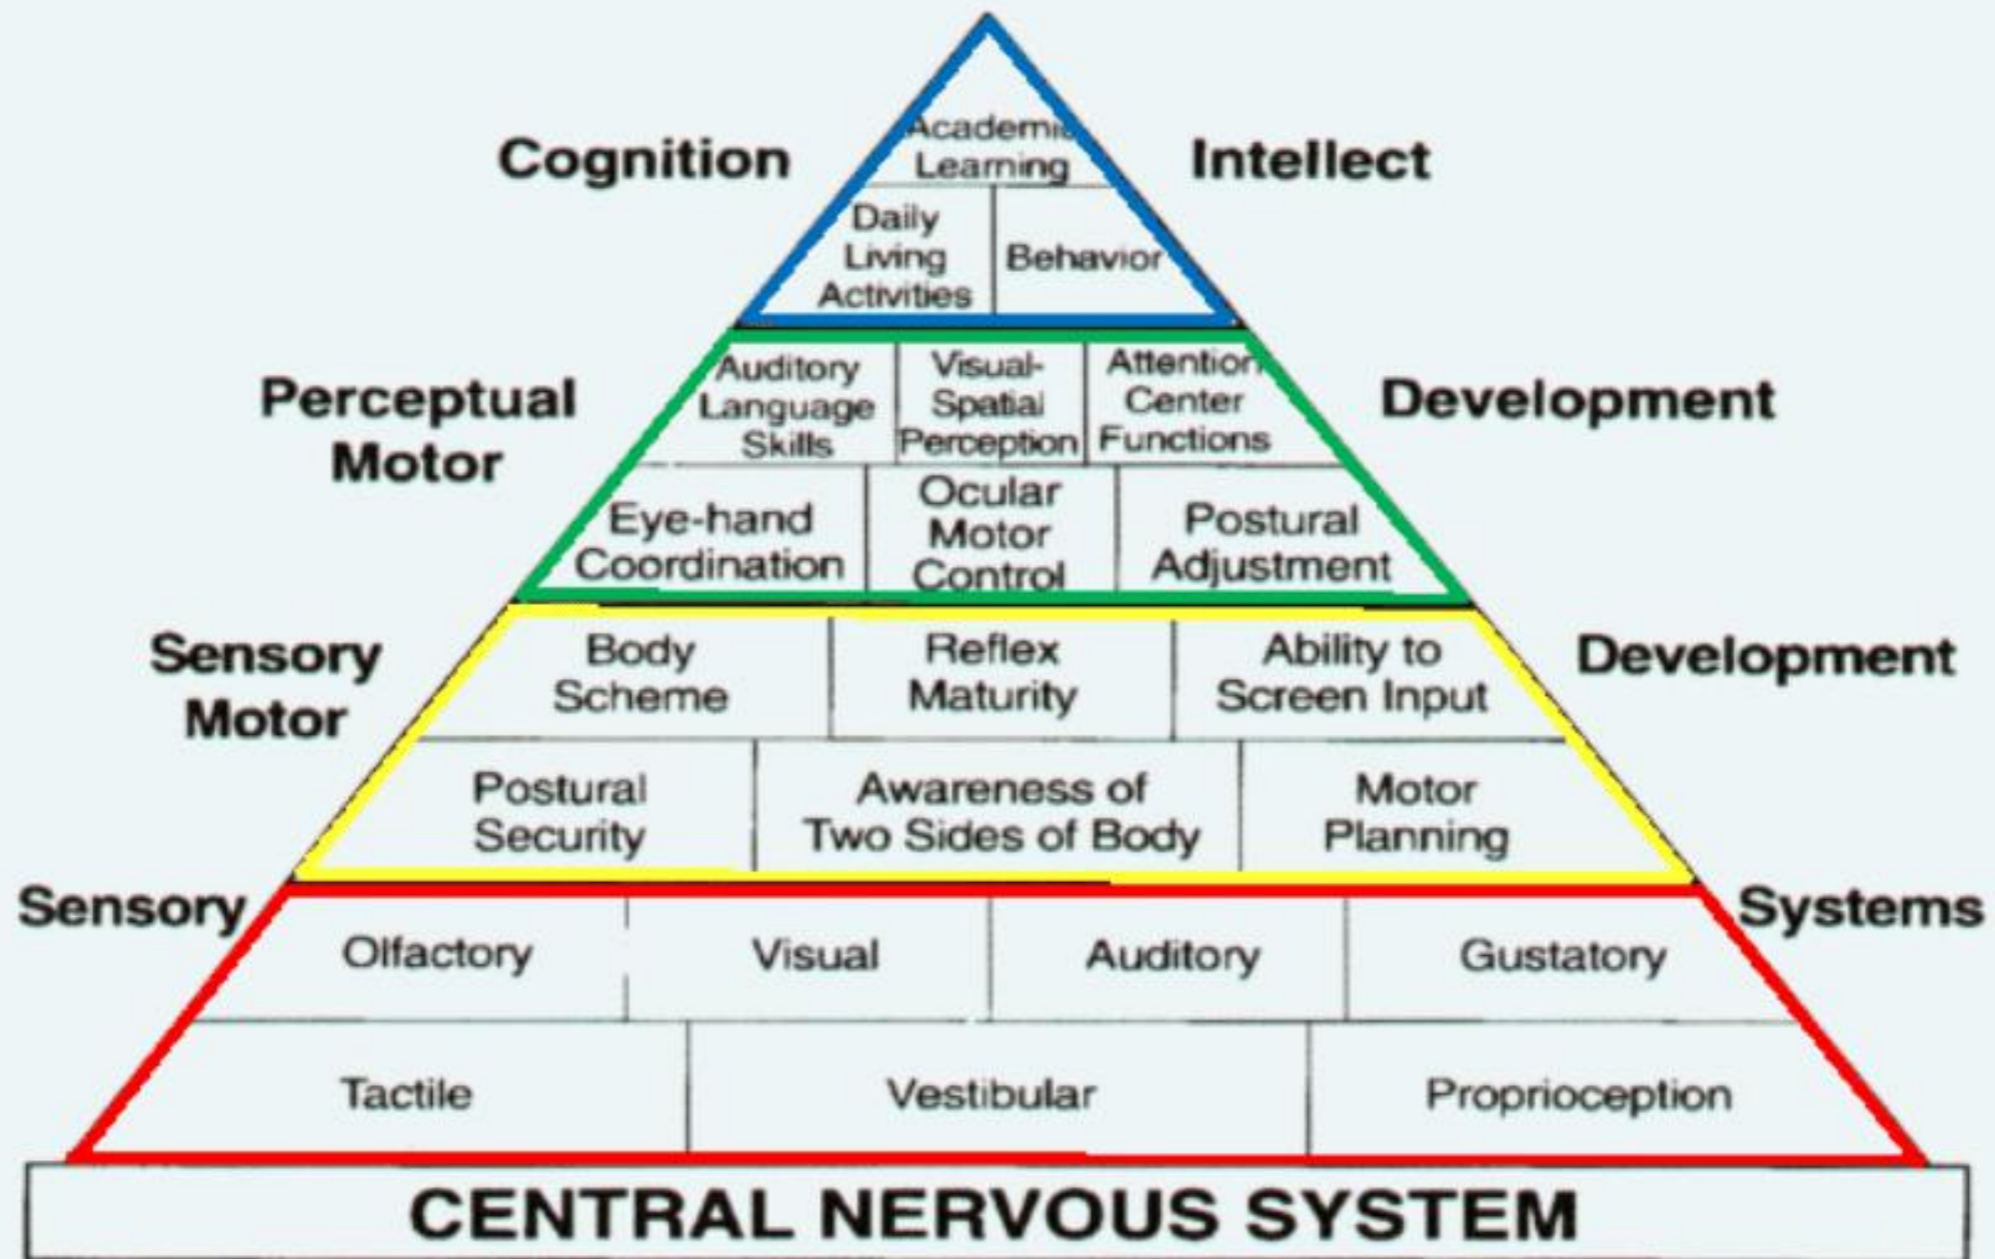 Academic
Learning
Cognition
Intellect
Daily
Living
Activities
Behavior
Auditory
Language
Skills
Visual-
Spatial
Perception
Attention
Center
Functions
Perceptual
Motor
Development
Eye-hand
Coordination
Ocular
Motor
Control
Postural
Adjustment
Sensory
Motor
Development
Body
Scheme
Reflex
Maturity
Ability to
Screen Input
Postural
Security
Awareness of
Two Sides of Body
Motor
Planning
Sensory
Systems
Olfactory
Visual
Auditory
Gustatory
Tactile
Vestibular
Proprioception
CENTRAL NERVOUS SYSTEM